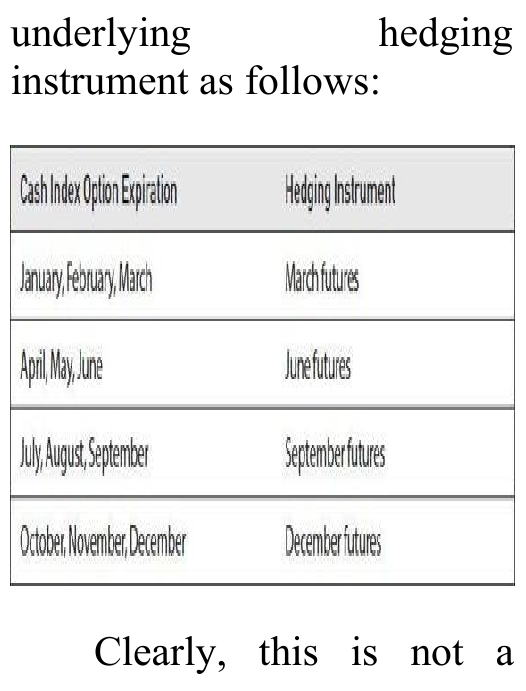 underlying hedging
instrument as follows:
Cash Index Option Expiration Hedging Instrument
January, February, March March futures
April, May, June June futures
July, August, September September futures
October, November, December December futures
Clearly, this is not a